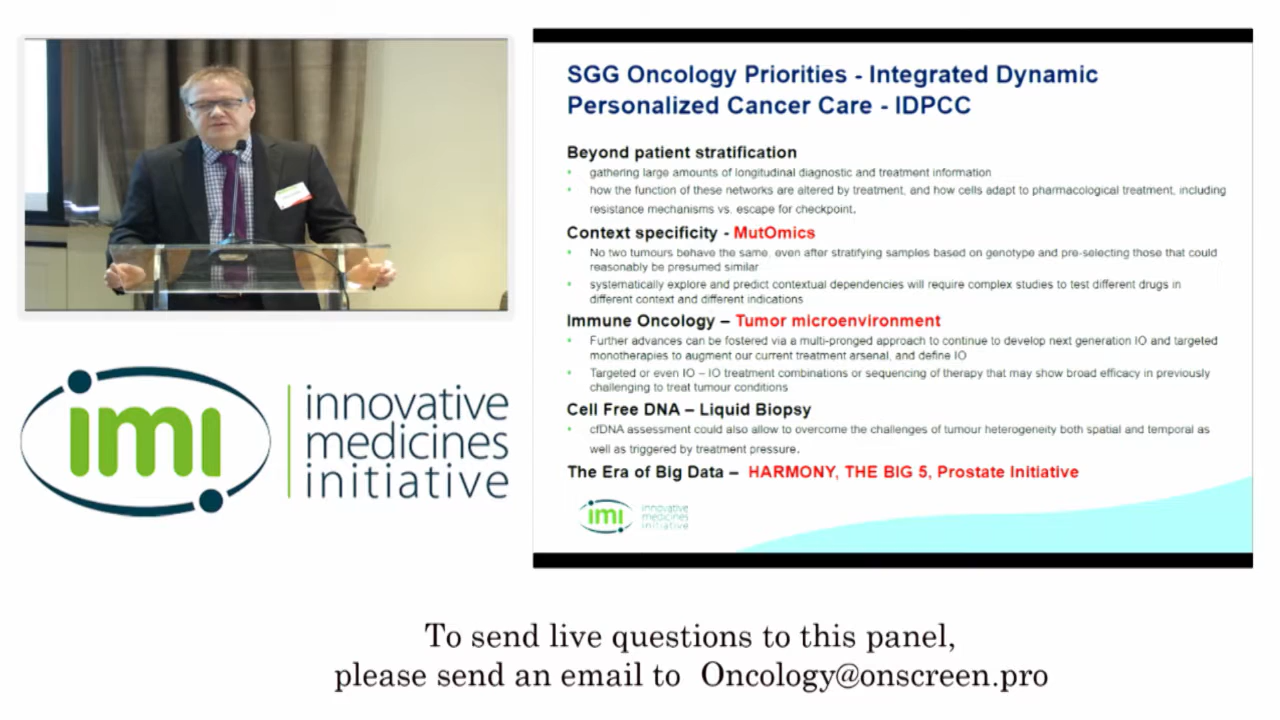 SGG Oncology Priorities - Integrated Dynamic
Personalized Cancer Care - IDPCC
Beyond patient stratification
gathering large amounts of longitudinal diagnostic and treatment information
how the function of these networks are altered by treatment, and how cells adapt to pharmacological treatment, including
resistance mechanisms vs. escape for checkpoint.
Context specificity - MutOmics
No two tumours behave the same, even after stratifying samples based on genotype and pre-selecting those that could
reasonably be presumed similar
systematically explore and predict contextual dependencies will require complex studies to test different drugs in
different context and different indications
Immune Oncology – Tumor microenvironment
Further advances can be fostered via a multi-pronged approach to continue to develop next generation IO and targeted
monotherapies to augment our current treatment arsenal, and define IO
Targeted or even IO – IO treatment combinations or sequencing of therapy that may show broad efficacy in previously
challenging to treat tumour conditions
Cell Free DNA – Liquid Biopsy
cfDNA assessment could also allow to overcome the challenges of tumour heterogeneity both spatial and temporal as
well as triggered by treatment pressure.
The Era of Big Data – HARMONY, THE BIG 5, Prostate Initiative
imi
innovative
medicines
initiative
imi
innovative
medicines
initiative
To send live questions to this panel,
please send an email to Oncology@onscreen.pro